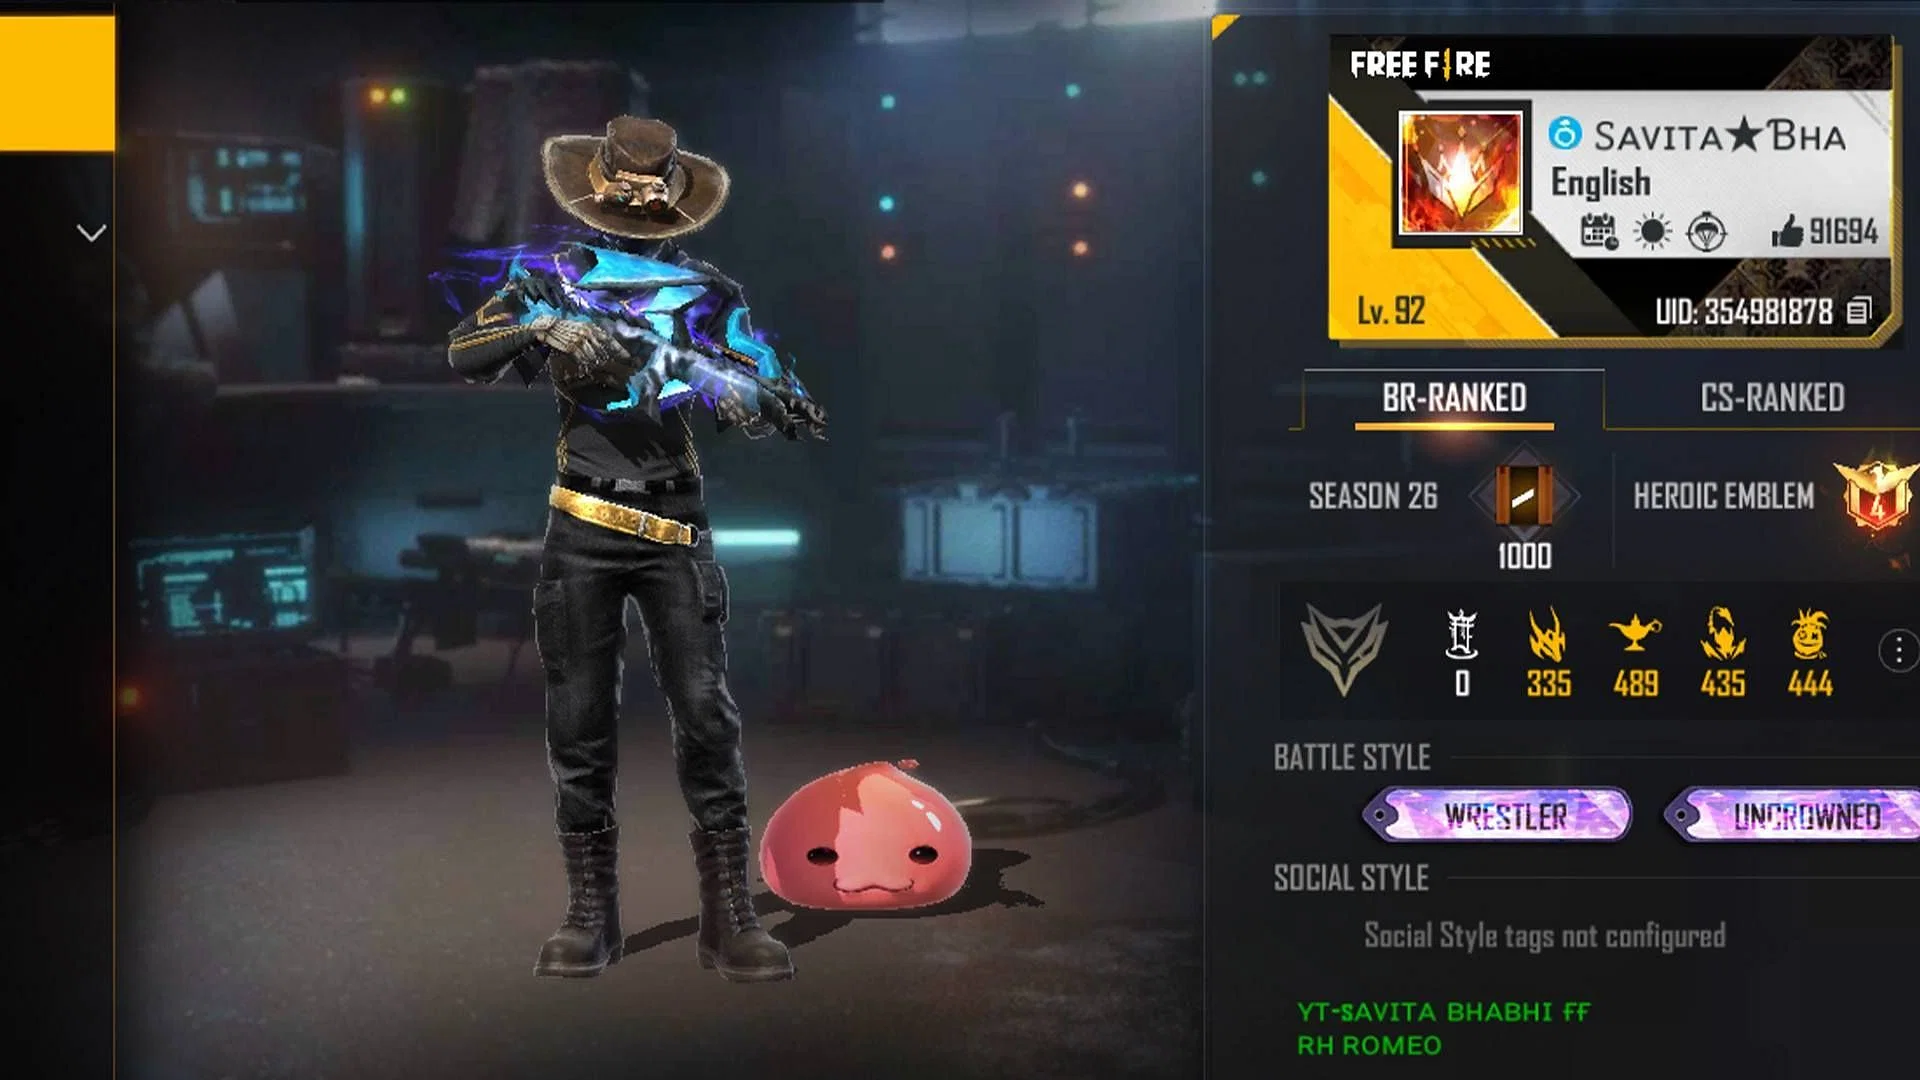 FREE FIRE
SAVITA★BHA
English
91694
Lv. 92
UID: 354981878
BR-RANKED
CS-RANKED
SEASON 26
1000
HEROIC EMBLEM
4
0
335
489
435
444
BATTLE STYLE
WRESTLER
UNCROWNED
SOCIAL STYLE
Social Style tags not configured
YT-SAVITA BHABHI FF
RH ROMEO